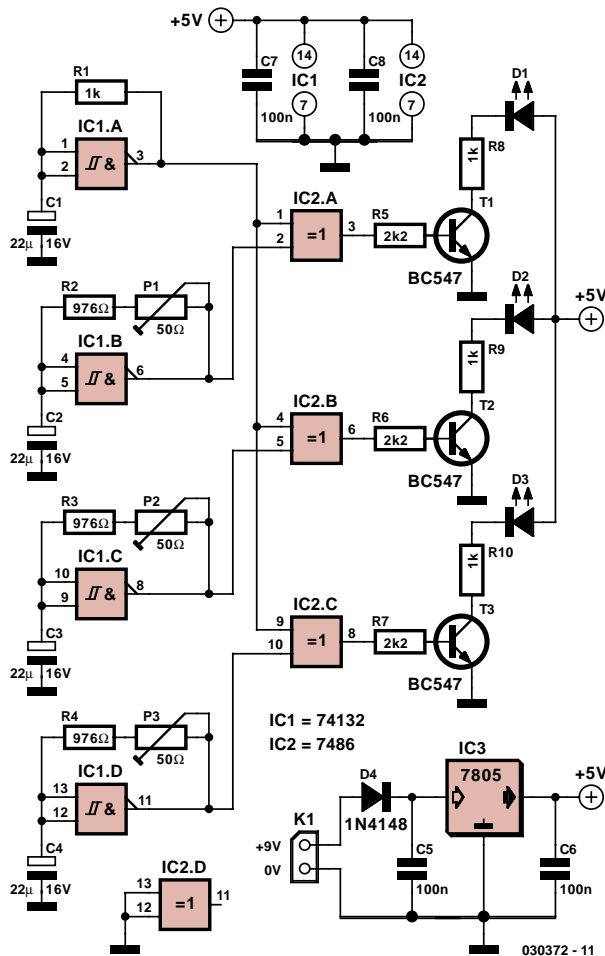 +5V
C7
100n
14
IC1
7
C8
100n
14
IC2
7
R1
1k
IC1.A
1
2
&
3
C1
22µ 16V
R2
976Ω
P1
50Ω
IC1.B
4
5
&
6
C2
22µ 16V
R3
976Ω
P2
50Ω
IC1.C
10
9
&
8
C3
22µ 16V
R4
976Ω
P3
50Ω
IC1.D
13
12
&
11
C4
22µ 16V
IC2.A
1
2
=1
3
R5
2k2
T1
BC547
R8
1k
D1
IC2.B
4
5
=1
6
R6
2k2
T2
BC547
R9
1k
D2
+5V
IC2.C
9
10
=1
8
R7
2k2
T3
BC547
R10
1k
D3
IC2.D
13
12
=1
11
IC1 = 74132
IC2 = 7486
K1
+9V
0V
D4
1N4148
C5
100n
IC3
7805
C6
100n
+5V
030372 - 11